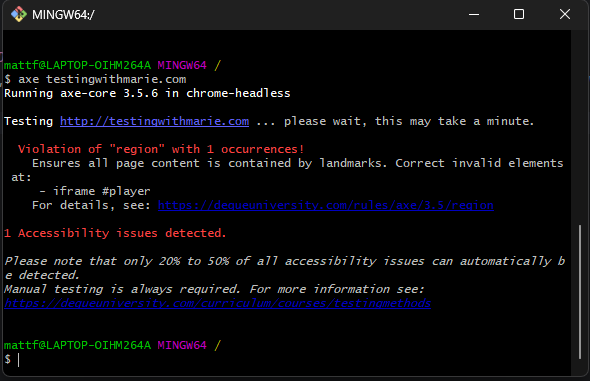 MINGW64:/
mattf@LAPTOP-OIHM264A MINGW64 /
$ axe testingwithmarie.com
Running axe-core 3.5.6 in chrome-headless
Testing http://testingwithmarie.com ... please wait, this may take a minute.
Violation of "region" with 1 occurrences!
Ensures all page content is contained by landmarks. Correct invalid elements
at:
- iframe #player
For details, see: https://dequeuniversity.com/rules/axe/3.5/region
1 Accessibility issues detected.
Please note that only 20% to 50% of all accessibility issues can automatically b
e detected.
Manual testing is always required. For more information see:
https://dequeuniversity.com/curriculum/courses/testingmethods
mattf@LAPTOP-OIHM264A MINGW64 /
$